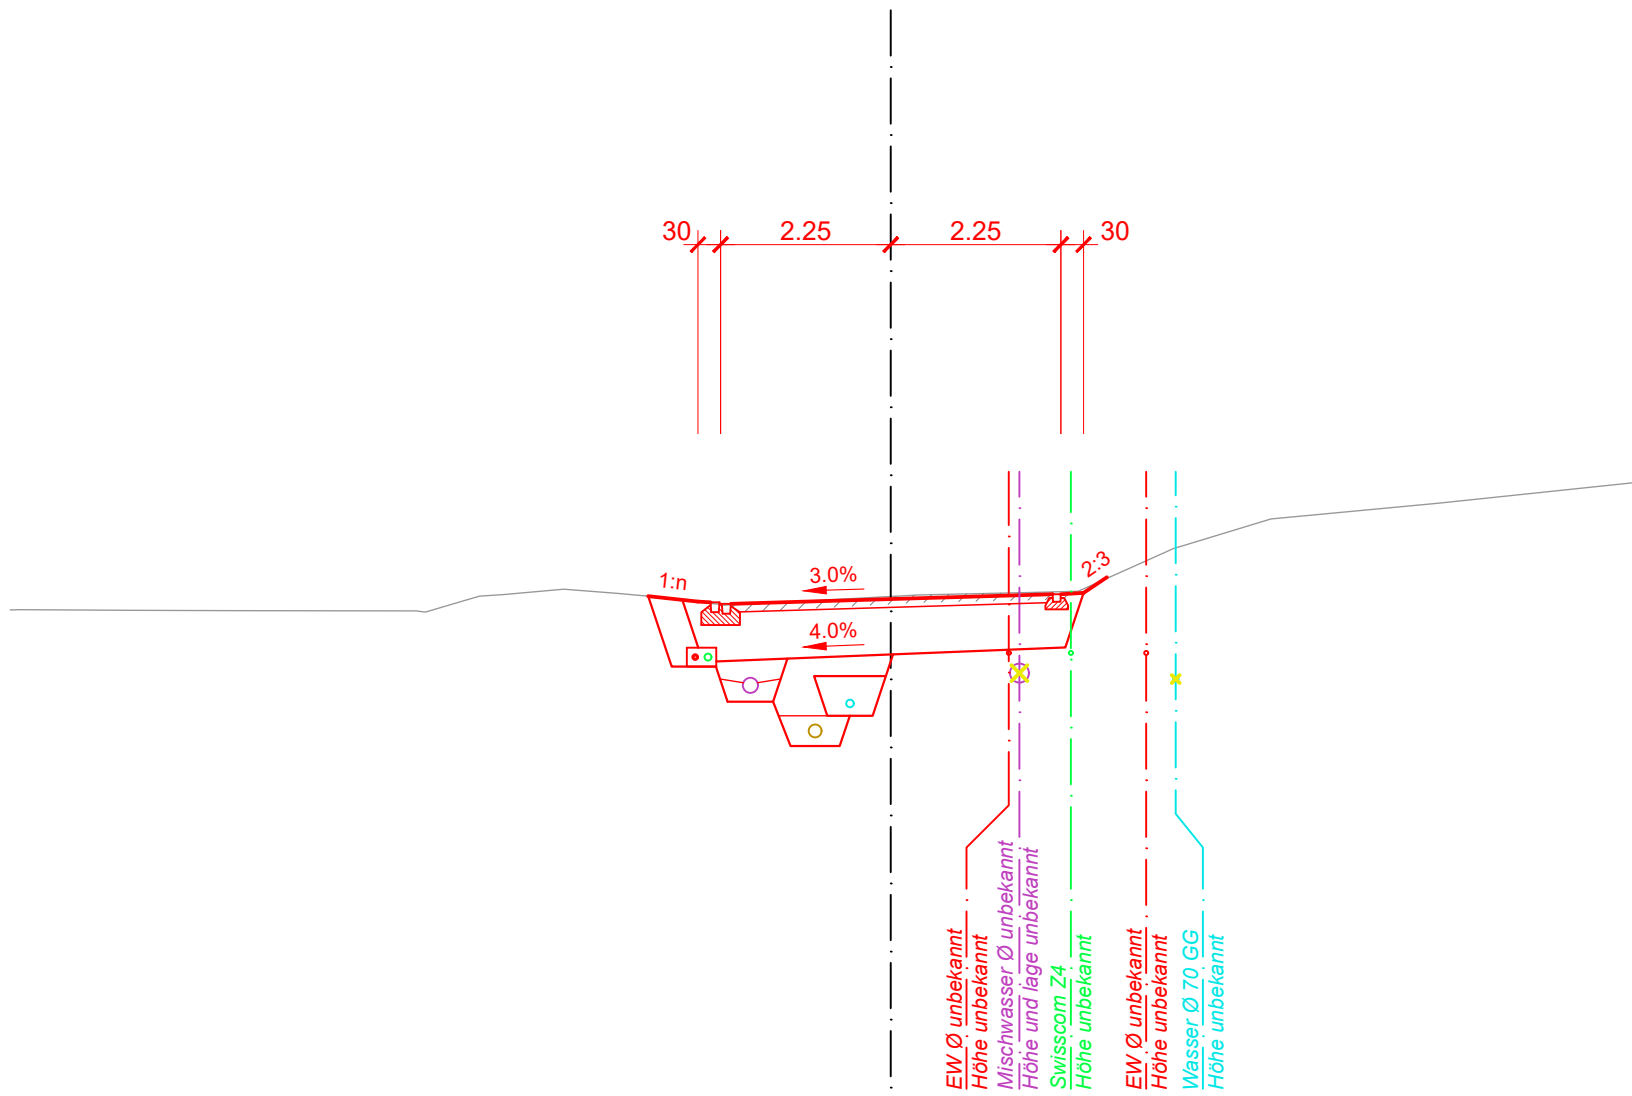 30
2.25
2.25
30
1:n
3.0%
2:3
4.0%
EW Ø unbekannt
Höhe unbekannt
Mischwasser Ø unbekannt
Höhe und lage unbekannt
Swisscom Z4
Höhe unbekannt
EW Ø unbekannt
Höhe unbekannt
Wasser Ø 70 GG
Höhe unbekannt